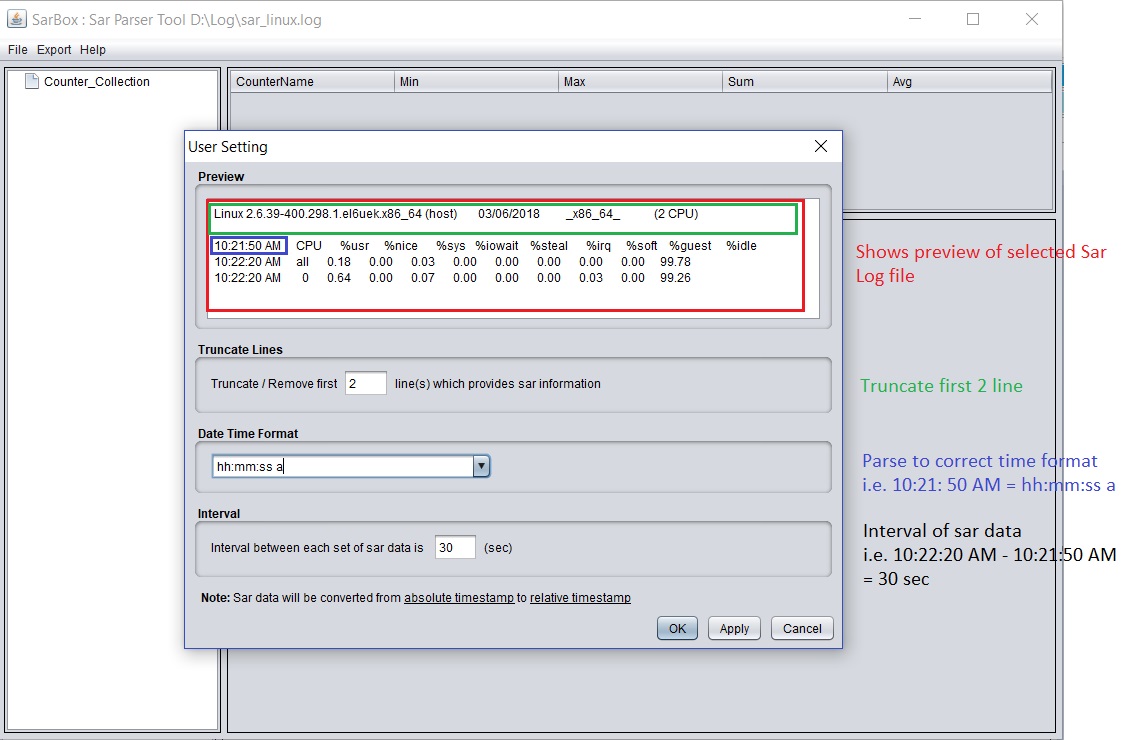 SarBox : Sar Parser Tool D:\Log\sar_linux.log
File Export Help
Counter_Collection
CounterName Min Max Sum Avg
User Setting
Preview
Linux 2.6.39-400.298.1.el6uek.x86_64 (host) 03/06/2018 _x86_64_ (2 CPU)
10:21:50 AM CPU %usr %nice %sys %iowait %steal %irq %soft %guest %idle
10:22:20 AM all 0.18 0.00 0.03 0.00 0.00 0.00 0.00 0.00 99.78
10:22:20 AM 0 0.64 0.00 0.07 0.00 0.00 0.00 0.03 0.00 99.26
Shows preview of selected Sar
Log file
Truncate Lines
Truncate / Remove first 2 line(s) which provides sar information
Truncate first 2 line
Date Time Format
hh:mm:ss a
Parse to correct time format
i.e. 10:21: 50 AM = hh:mm:ss a
Interval
Interval between each set of sar data is 30 (sec)
Interval of sar data
i.e. 10:22:20 AM - 10:21:50 AM
= 30 sec
Note: Sar data will be converted from absolute timestamp to relative timestamp
OK Apply Cancel